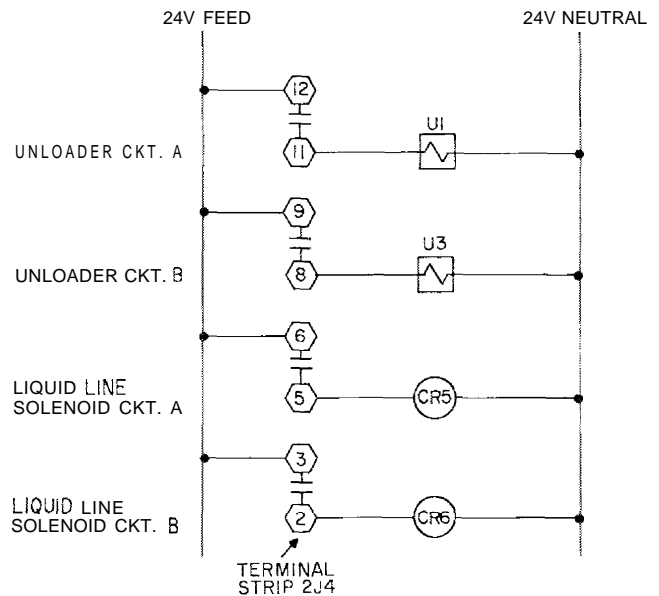 24V FEED
24V NEUTRAL
12
UNLOADER CKT. A
11
U1
9
UNLOADER CKT. B
8
U3
6
LIQUID LINE
SOLENOID CKT. A
5
CR5
3
LIQUID LINE
SOLENOID CKT. B
2
CR6
TERMINAL
STRIP 2J4